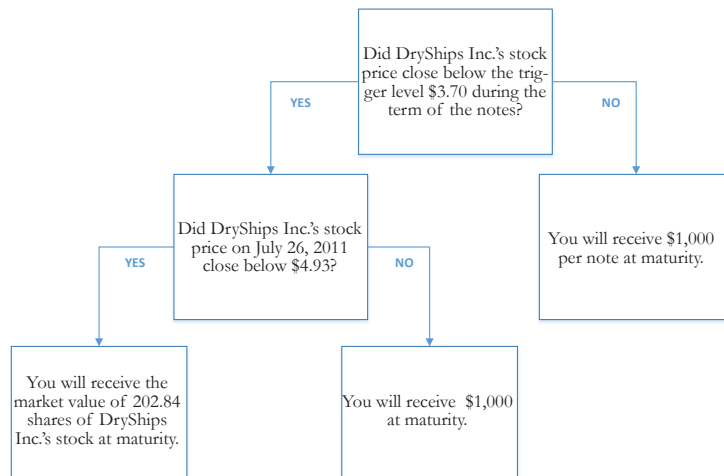 Did DryShips Inc.'s stock
price close below the trig-
ger level $3.70 during the
term of the notes?
YES
NO
Did DryShips Inc.'s stock
price on July 26, 2011
close below $4.93?
You will receive $1,000
per note at maturity.
YES
NO
You will receive the
market value of 202.84
shares of DryShips
Inc.'s stock at maturity.
You will receive $1,000
at maturity.